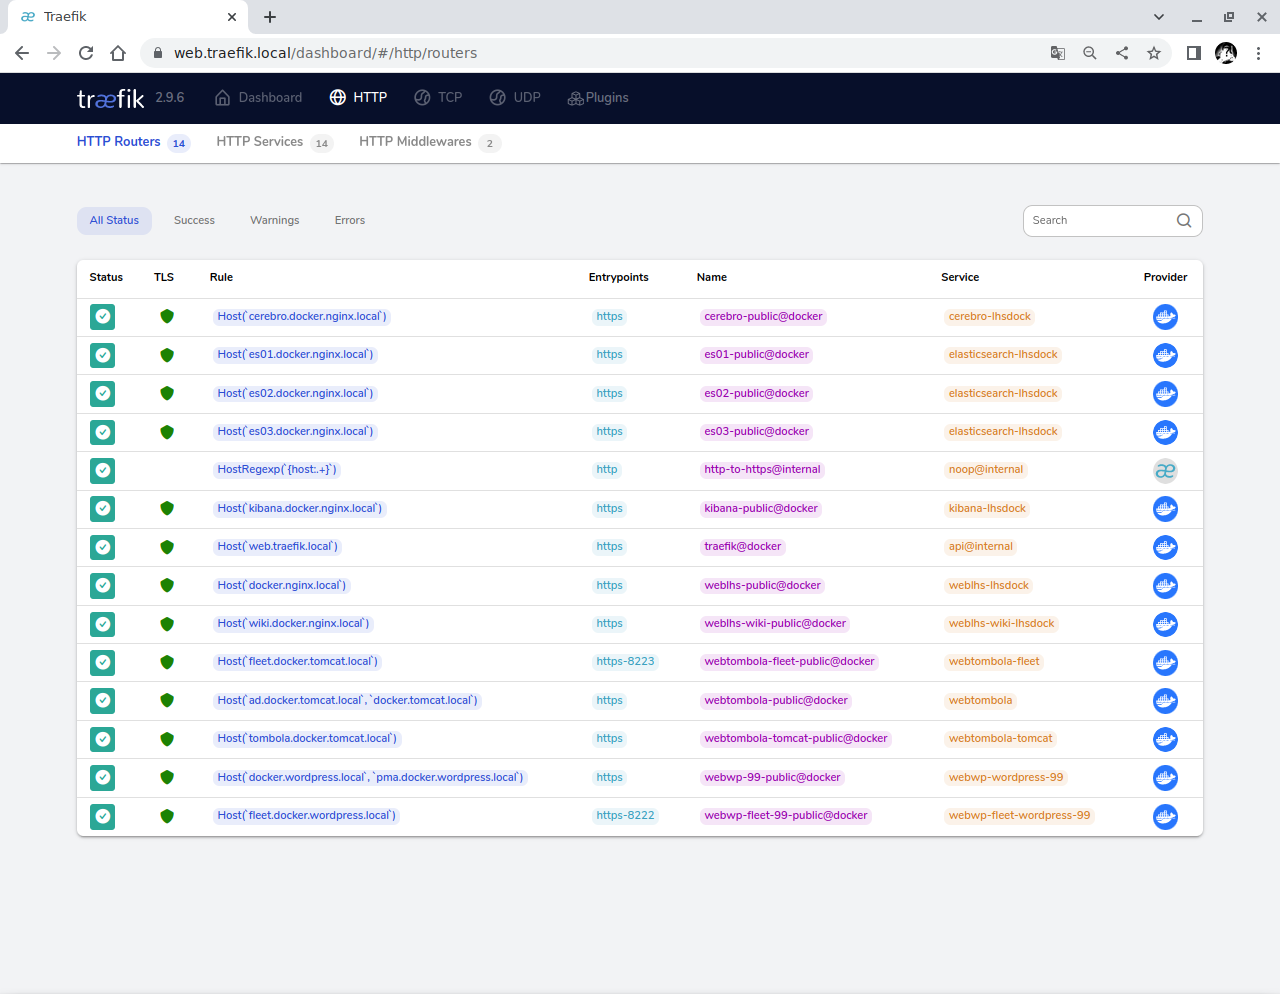 Traefik
web.traefik.local/dashboard/#/http/routers
træfik 2.9.6 Dashboard HTTP TCP UDP Plugins
HTTP Routers 14 HTTP Services 14 HTTP Middlewares 2
All Status Success Warnings Errors Search
Status TLS Rule Entrypoints Name Service Provider
Host(`cerebro.docker.nginx.local`) https cerebro-public@docker cerebro-lhsdock
Host(`es01.docker.nginx.local`) https es01-public@docker elasticsearch-lhsdock
Host(`es02.docker.nginx.local`) https es02-public@docker elasticsearch-lhsdock
Host(`es03.docker.nginx.local`) https es03-public@docker elasticsearch-lhsdock
HostRegexp(`{host:.+}`) http http-to-https@internal noop@internal æ
Host(`kibana.docker.nginx.local`) https kibana-public@docker kibana-lhsdock
Host(`web.traefik.local`) https traefik@docker api@internal
Host(`docker.nginx.local`) https weblhs-public@docker weblhs-lhsdock
Host(`wiki.docker.nginx.local`) https weblhs-wiki-public@docker weblhs-wiki-lhsdock
Host(`fleet.docker.tomcat.local`) https-8223 webtombola-fleet-public@docker webtombola-fleet
Host(`ad.docker.tomcat.local`,`docker.tomcat.local`) https webtombola-public@docker webtombola
Host(`tombola.docker.tomcat.local`) https webtombola-tomcat-public@docker webtombola-tomcat
Host(`docker.wordpress.local`,`pma.docker.wordpress.local`) https webwp-99-public@docker webwp-wordpress-99
Host(`fleet.docker.wordpress.local`) https-8222 webwp-fleet-99-public@docker webwp-fleet-wordpress-99